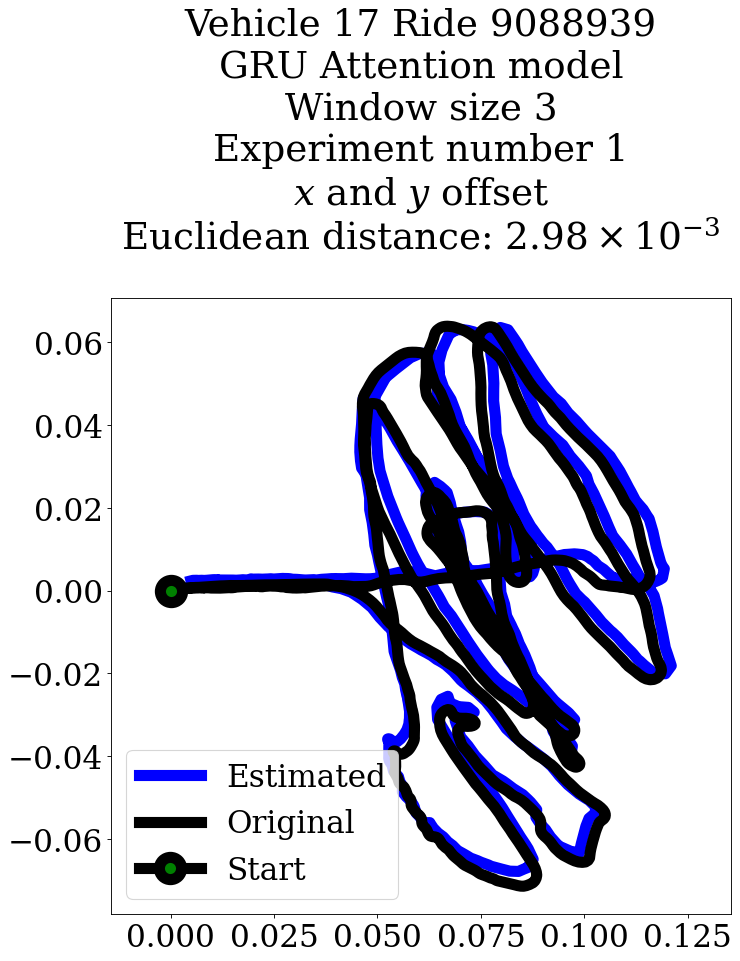 Vehicle 17 Ride 9088939
GRU Attention model
Window size 3
Experiment number 1
x and y offset
Euclidean distance: 2.98 × 10⁻³
0.06
0.04
0.02
0.00
−0.02
−0.04
−0.06
Estimated
Original
Start
0.000 0.025 0.050 0.075 0.100 0.125